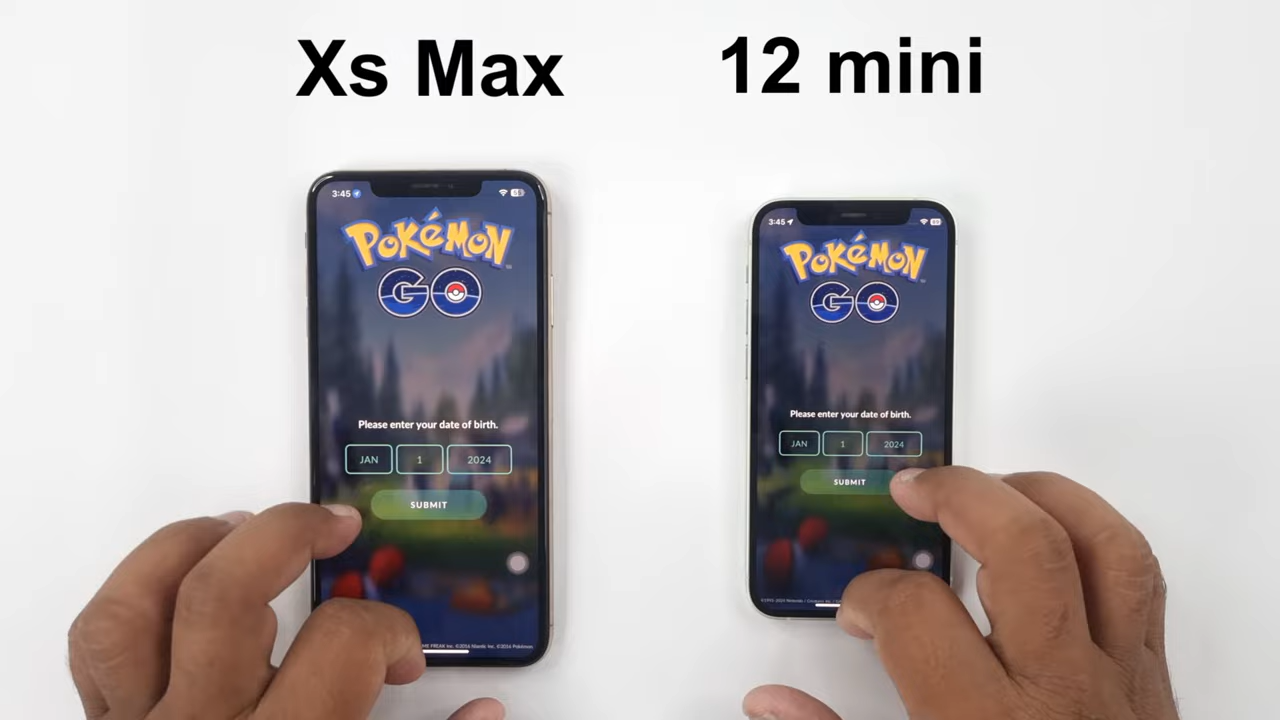 Xs Max
12 mini
3:45
POKéMON
GO
Please enter your date of birth.
JAN
1
2024
SUBMIT
3:45
POKéMON
GO
Please enter your date of birth.
JAN
1
2024
SUBMIT